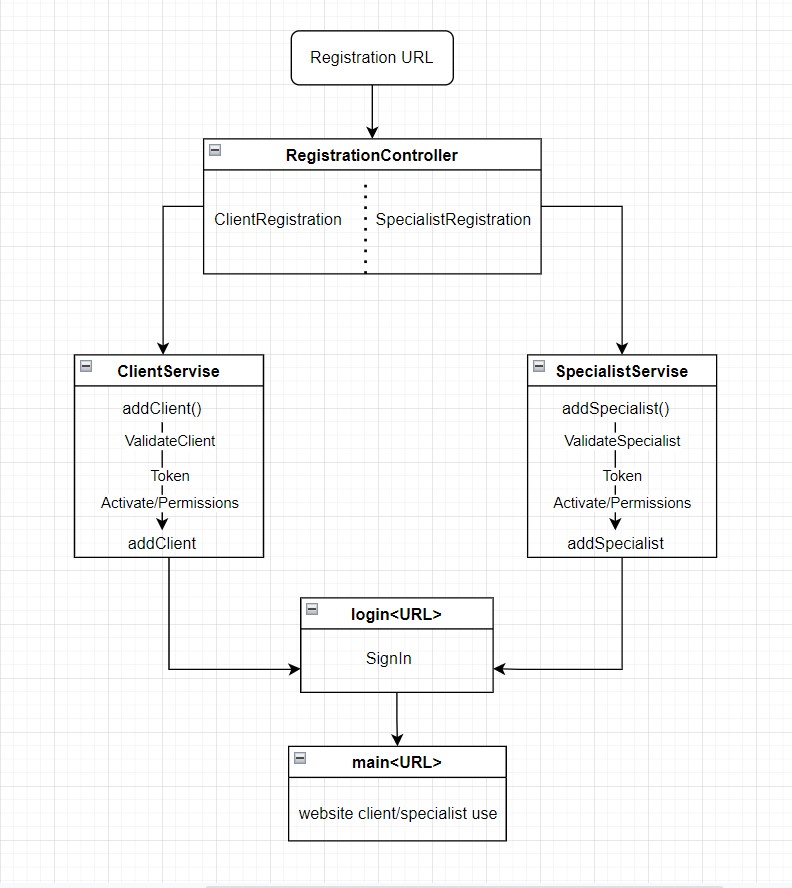 Registration URL
RegistrationController
ClientRegistration
SpecialistRegistration
ClientServise
addClient()
ValidateClient
Token
Activate/Permissions
addClient
SpecialistServise
addSpecialist()
ValidateSpecialist
Token
Activate/Permissions
addSpecialist
login<URL>
SignIn
main<URL>
website client/specialist use